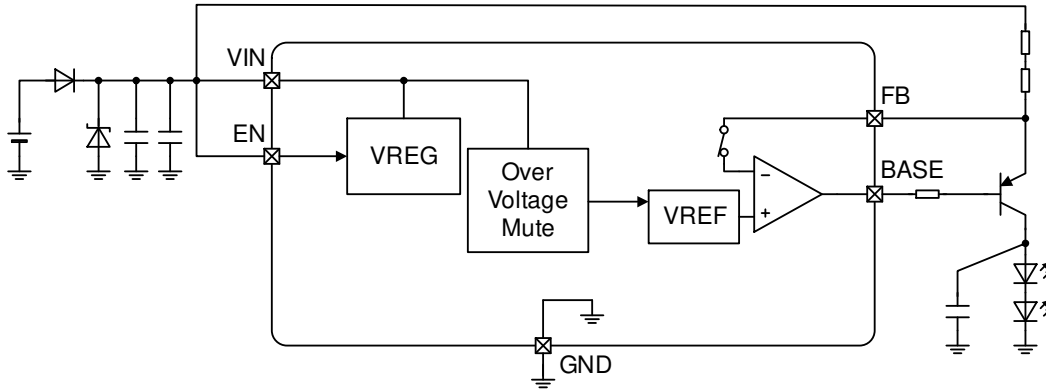 VIN
FB
EN
VREG
BASE
Over
Voltage
Mute
VREF
−
+
GND